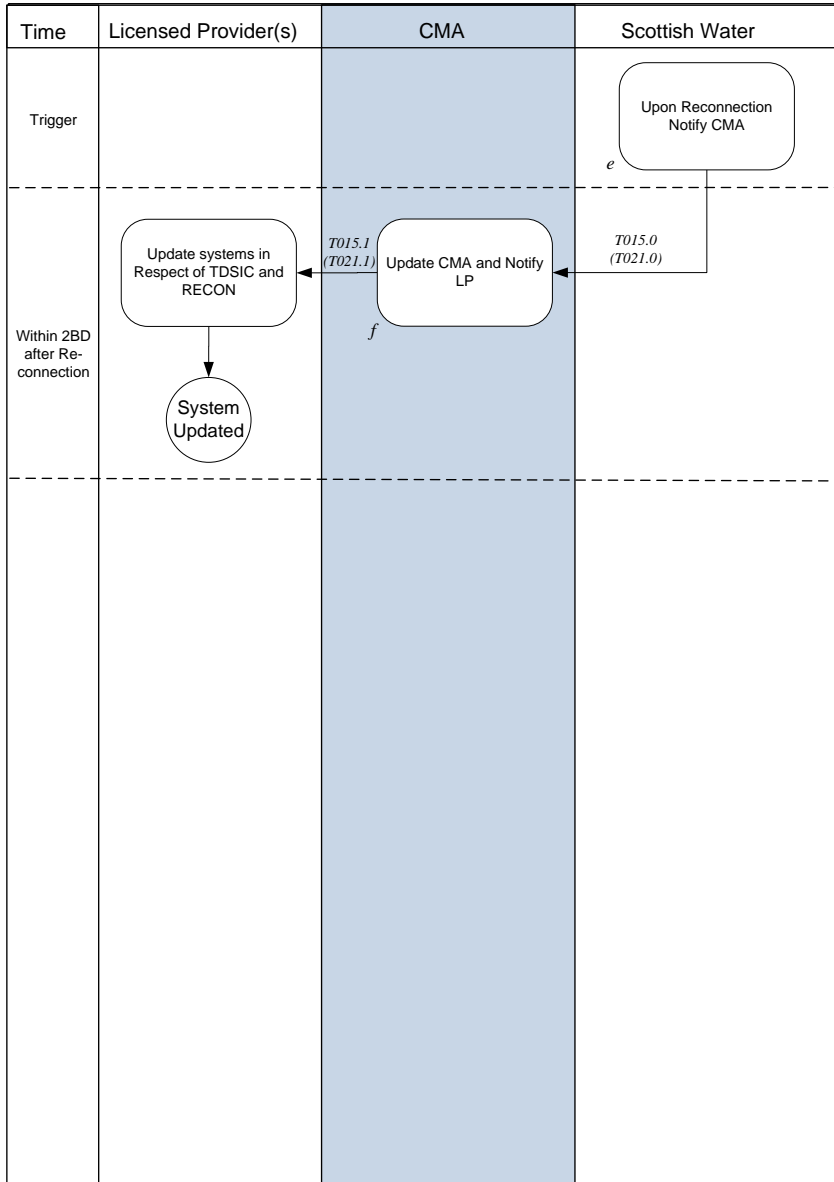 Time
Licensed Provider(s)
CMA
Scottish Water
Trigger
Upon Reconnection
Notify CMA
e
Within 2BD
after Re-
connection
Update systems in
Respect of TDSIC and
RECON
T015.1
(T021.1)
Update CMA and Notify
LP
f
T015.0
(T021.0)
System
Updated